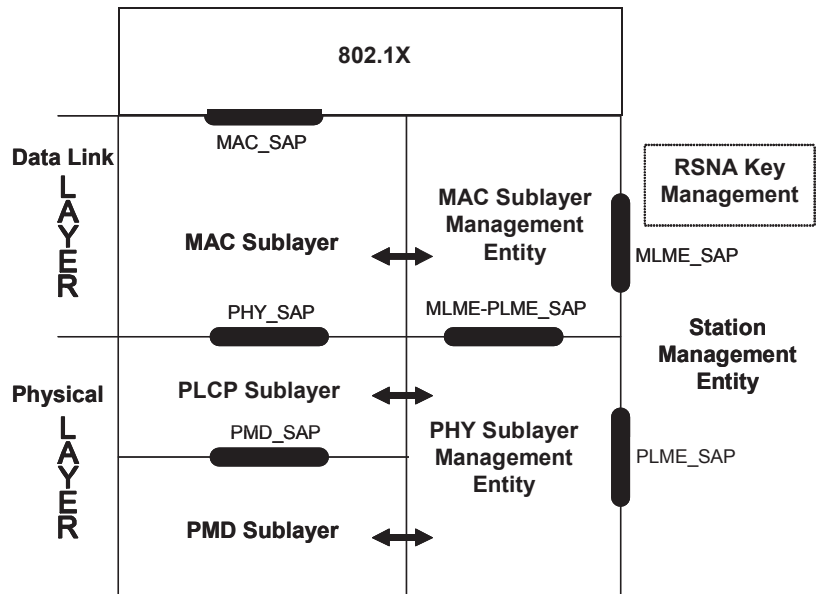 802.1X
MAC_SAP
Data Link
LAYER
RSNA Key
Management
MAC Sublayer
MAC Sublayer
Management
Entity
MLME_SAP
PHY_SAP
MLME-PLME_SAP
Station
Management
Entity
Physical
LAYER
PLCP Sublayer
PMD_SAP
PHY Sublayer
Management
Entity
PLME_SAP
PMD Sublayer